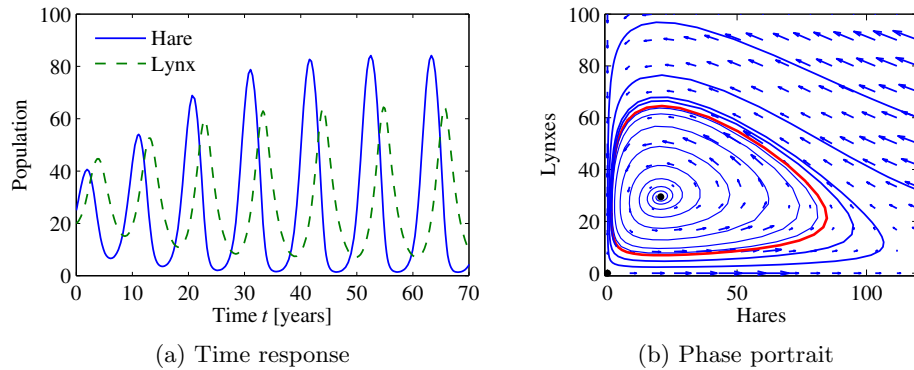 100
80
60
40
20
0
Population
Hare
Lynx
0 10 20 30 40 50 60 70
Time t [years]
(a) Time response
100
80
60
40
20
0
Lynxes
0 50 100
Hares
(b) Phase portrait